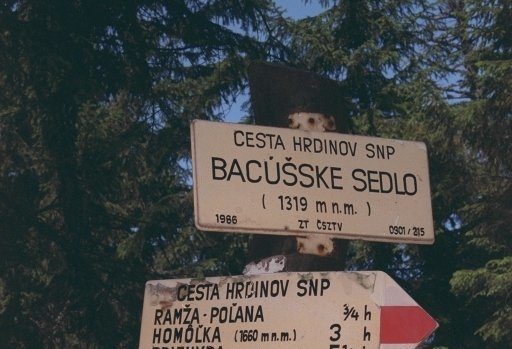 CESTA HRDINOV SNP
BACÚŠSKE SEDLO
( 1319 m n.m. )
1986 ZT ČSZTV 0901/215
CESTA HRDINOV SNP
RAMŽA-POĽANA ¾ h
HOMÔĽKA (1660 m n.m.) 3 h